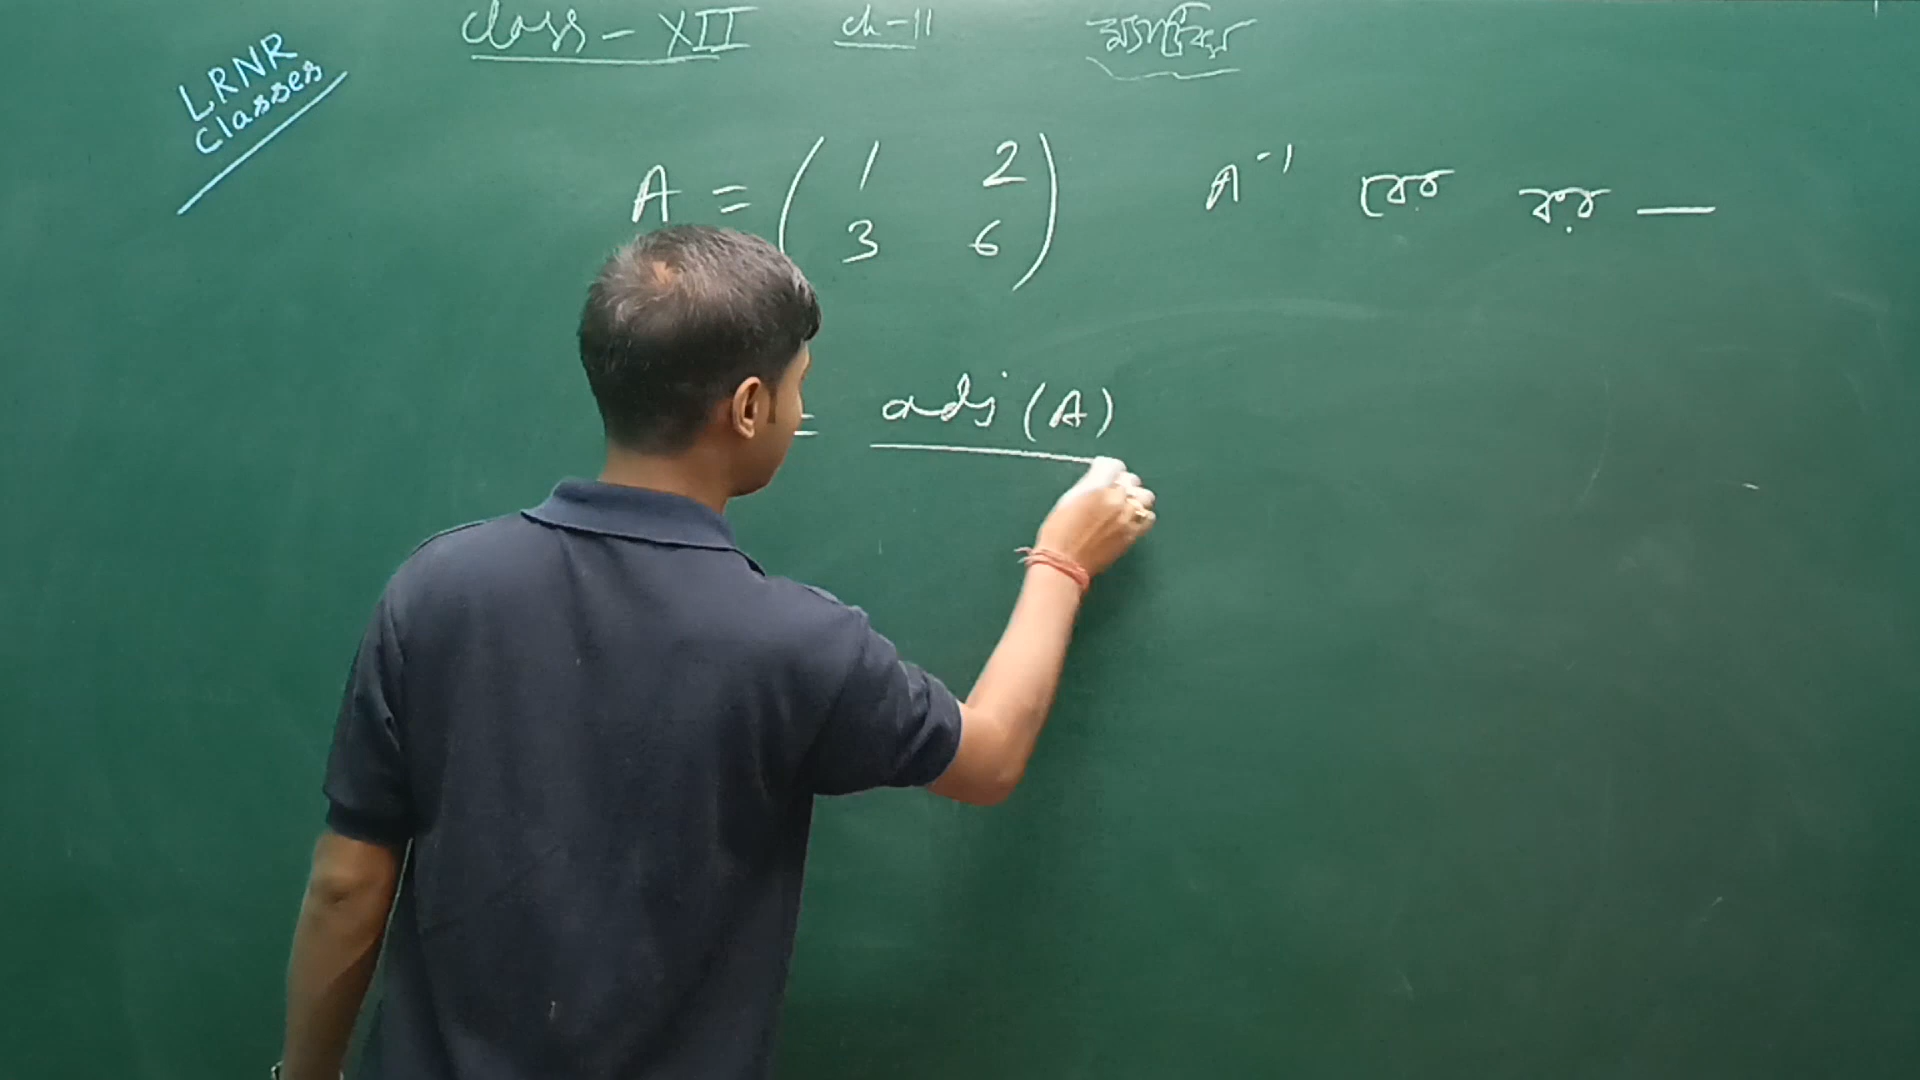 Class - XII ch-11 ম্যাট্রিক্স
LRNR
Classes
A = ( 1 2 A⁻¹ বের কর —
3 6 )
= adj (A)